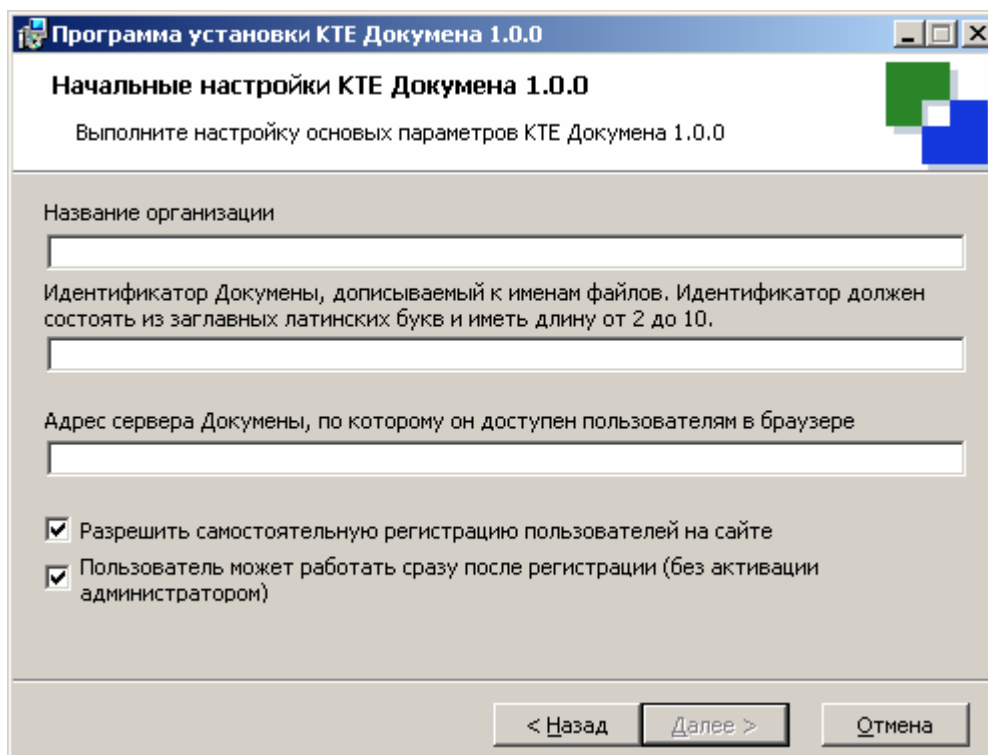 Программа установки КТЕ Документа 1.0.0
Начальные настройки КТЕ Докумена 1.0.0
Выполните настройку основых параметров КТЕ Докумена 1.0.0
Название организации
Идентификатор Докумены, дописываемый к именам файлов. Идентификатор должен
состоять из заглавных латинских букв и иметь длину от 2 до 10.
Адрес сервера Докумены, по которому он доступен пользователям в браузере
Разрешить самостоятельную регистрацию пользователей на сайте
Пользователь может работать сразу после регистрации (без активации
администратором)
< Назад
Далее >
Отмена